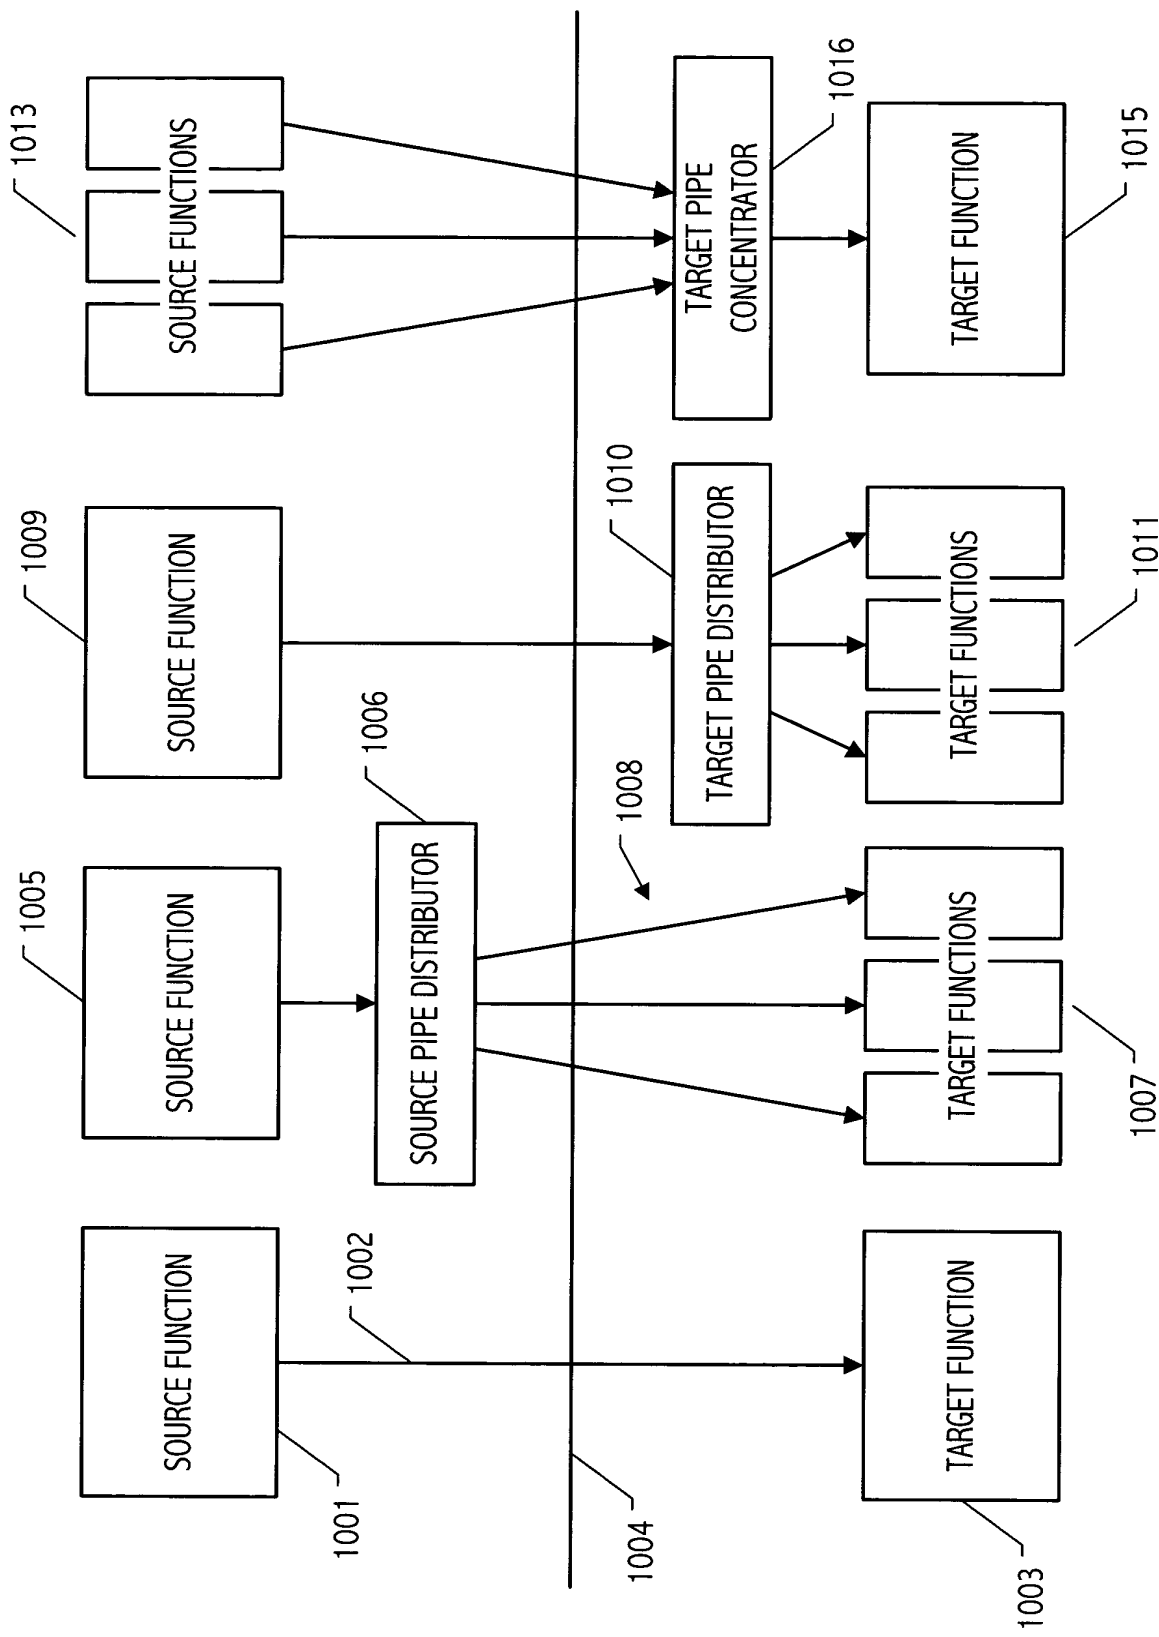 1001
SOURCE FUNCTION
1002
1004
1003
TARGET FUNCTION
1005
SOURCE FUNCTION
1006
SOURCE PIPE DISTRIBUTOR
1008
TARGET FUNCTIONS
1007
1009
SOURCE FUNCTION
1010
TARGET PIPE DISTRIBUTOR
TARGET FUNCTIONS
1011
1013
SOURCE FUNCTIONS
1016
TARGET PIPE
CONCENTRATOR
TARGET FUNCTION
1015